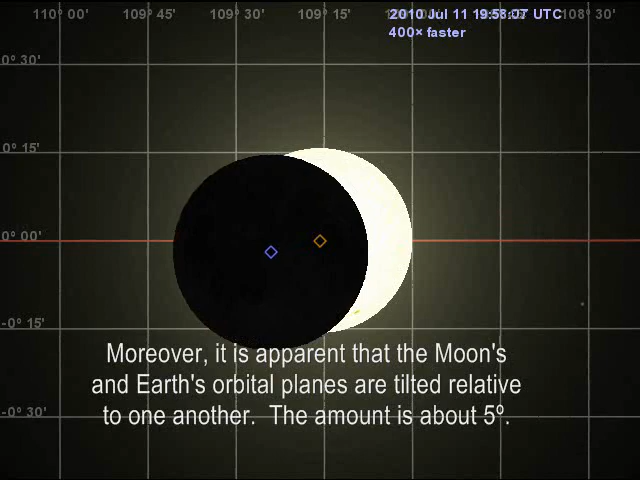 110° 00' 109° 45' 109° 30' 109° 15' 108° 30'
2010 Jul 11 19:58:27 UTC
400× faster
0° 30'
0° 15'
0° 00'
-0° 15'
Moreover, it is apparent that the Moon's
and Earth's orbital planes are tilted relative
to one another. The amount is about 5º.
-0° 30'